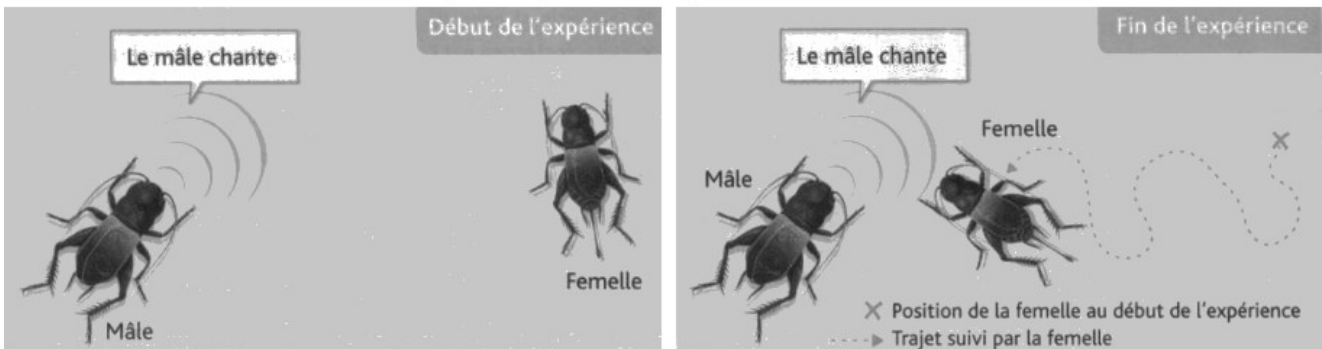 Début de l'expérience
Le mâle chante
Femelle
Mâle
Fin de l'expérience
Le mâle chante
Femelle
Mâle
Position de la femelle au début de l'expérience
Trajet suivi par la femelle